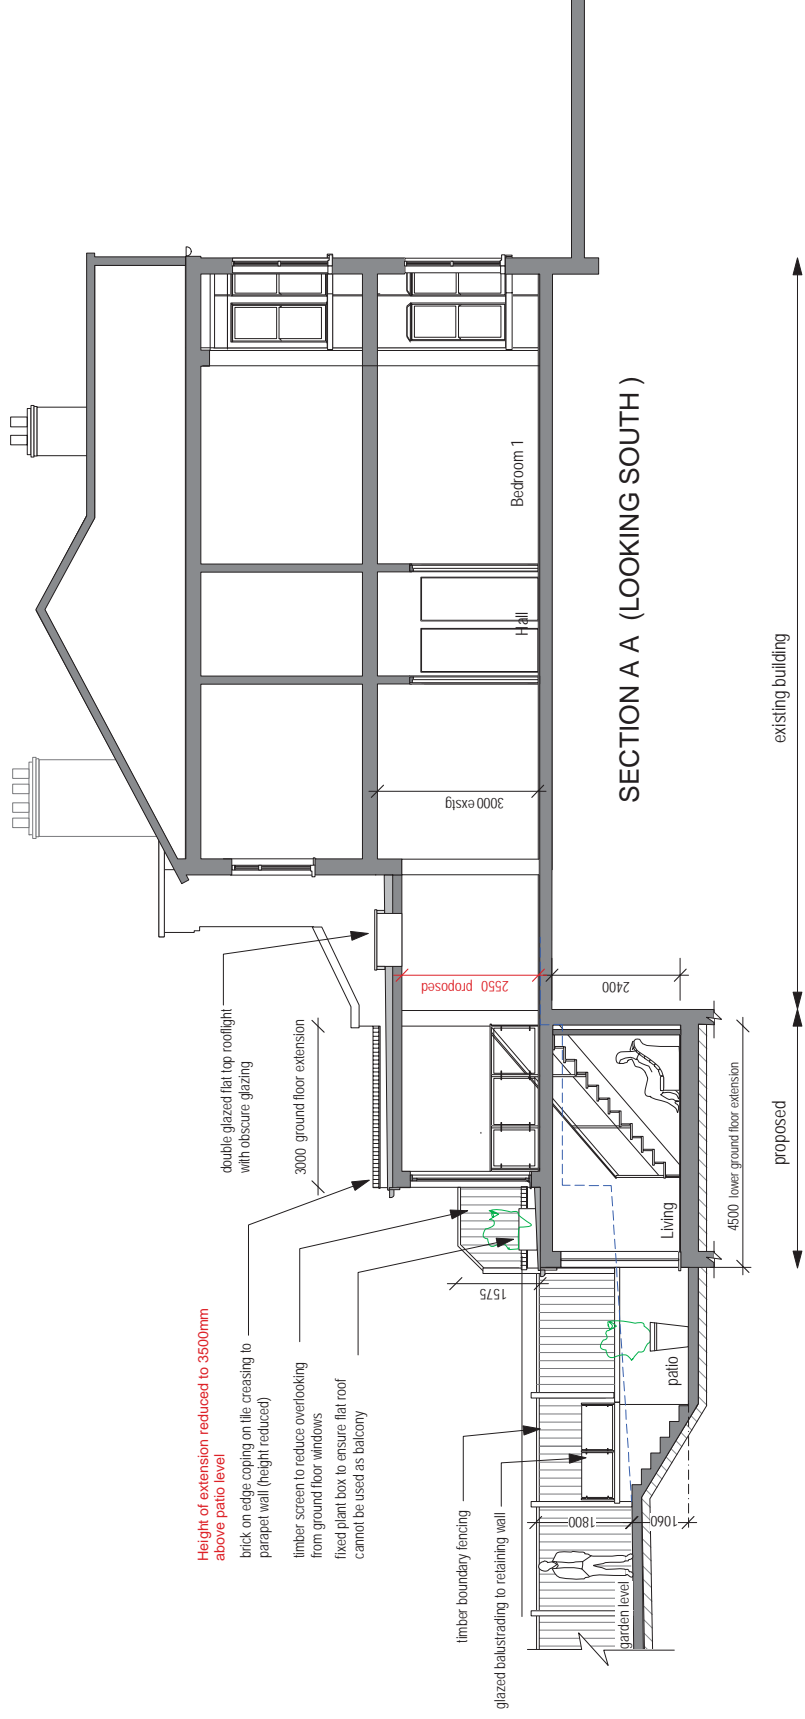 Height of extension reduced to 3500mm
above patio level
brick on edge coping on tile creasing to
parapet wall (height reduced)
timber screen to reduce overlooking
from ground floor windows
fixed plant box to ensure flat roof
cannot be used as balcony
double glazed flat top rooflight
with obscure glazing
3000 ground floor extension
timber boundary fencing
glazed balustrading to retaining wall
1575
2550 proposed
3000 exstg
Hall
Bedroom 1
2400
1800
1060
garden level
patio
Living
4500 lower ground floor extension
SECTION A A (LOOKING SOUTH )
proposed
existing building